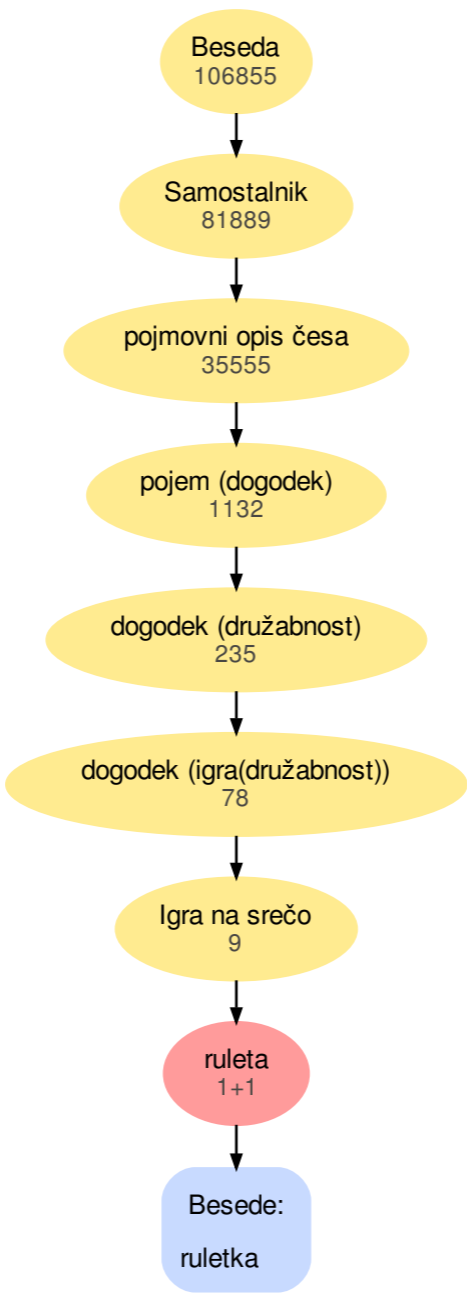 Beseda
106855
Samostalnik
81889
pojmovni opis česa
35555
pojem (dogodek)
1132
dogodek (družabnost)
235
dogodek (igra(družabnost))
78
Igra na srečo
9
ruleta
1+1
Besede:
ruletka